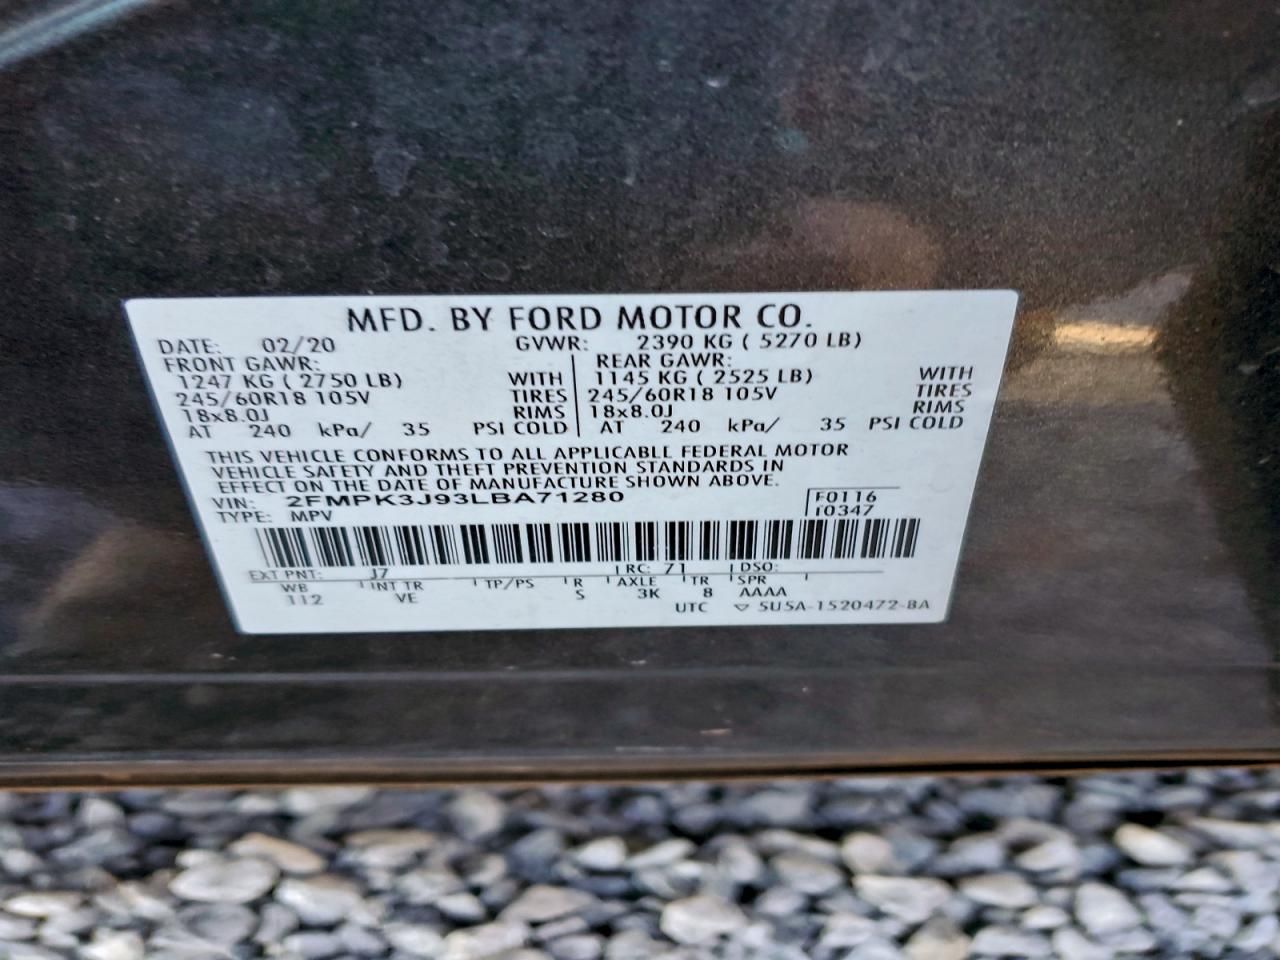 MFD. BY FORD MOTOR CO.
DATE: 02/20 GVWR: 2390 KG ( 5270 LB)
FRONT GAWR: REAR GAWR:
1247 KG ( 2750 LB) WITH 1145 KG ( 2525 LB) WITH
245/60R18 105V TIRES 245/60R18 105V TIRES
18x8.0J RIMS 18x8.0J RIMS
AT 240 kPa/ 35 PSI COLD AT 240 kPa/ 35 PSI COLD
THIS VEHICLE CONFORMS TO ALL APPLICABLE FEDERAL MOTOR
VEHICLE SAFETY AND THEFT PREVENTION STANDARDS IN
EFFECT ON THE DATE OF MANUFACTURE SHOWN ABOVE.
VIN: 2FMPK3J93LBA71280 F0116
TYPE: MPV T0347
EXT PNT: J7 RC: 71 DSO:
WB INT TR TP/PS R AXLE TR SPR
112 VE S 3K 8 AAAA
UTC ▽ SU5A-1520472-BA